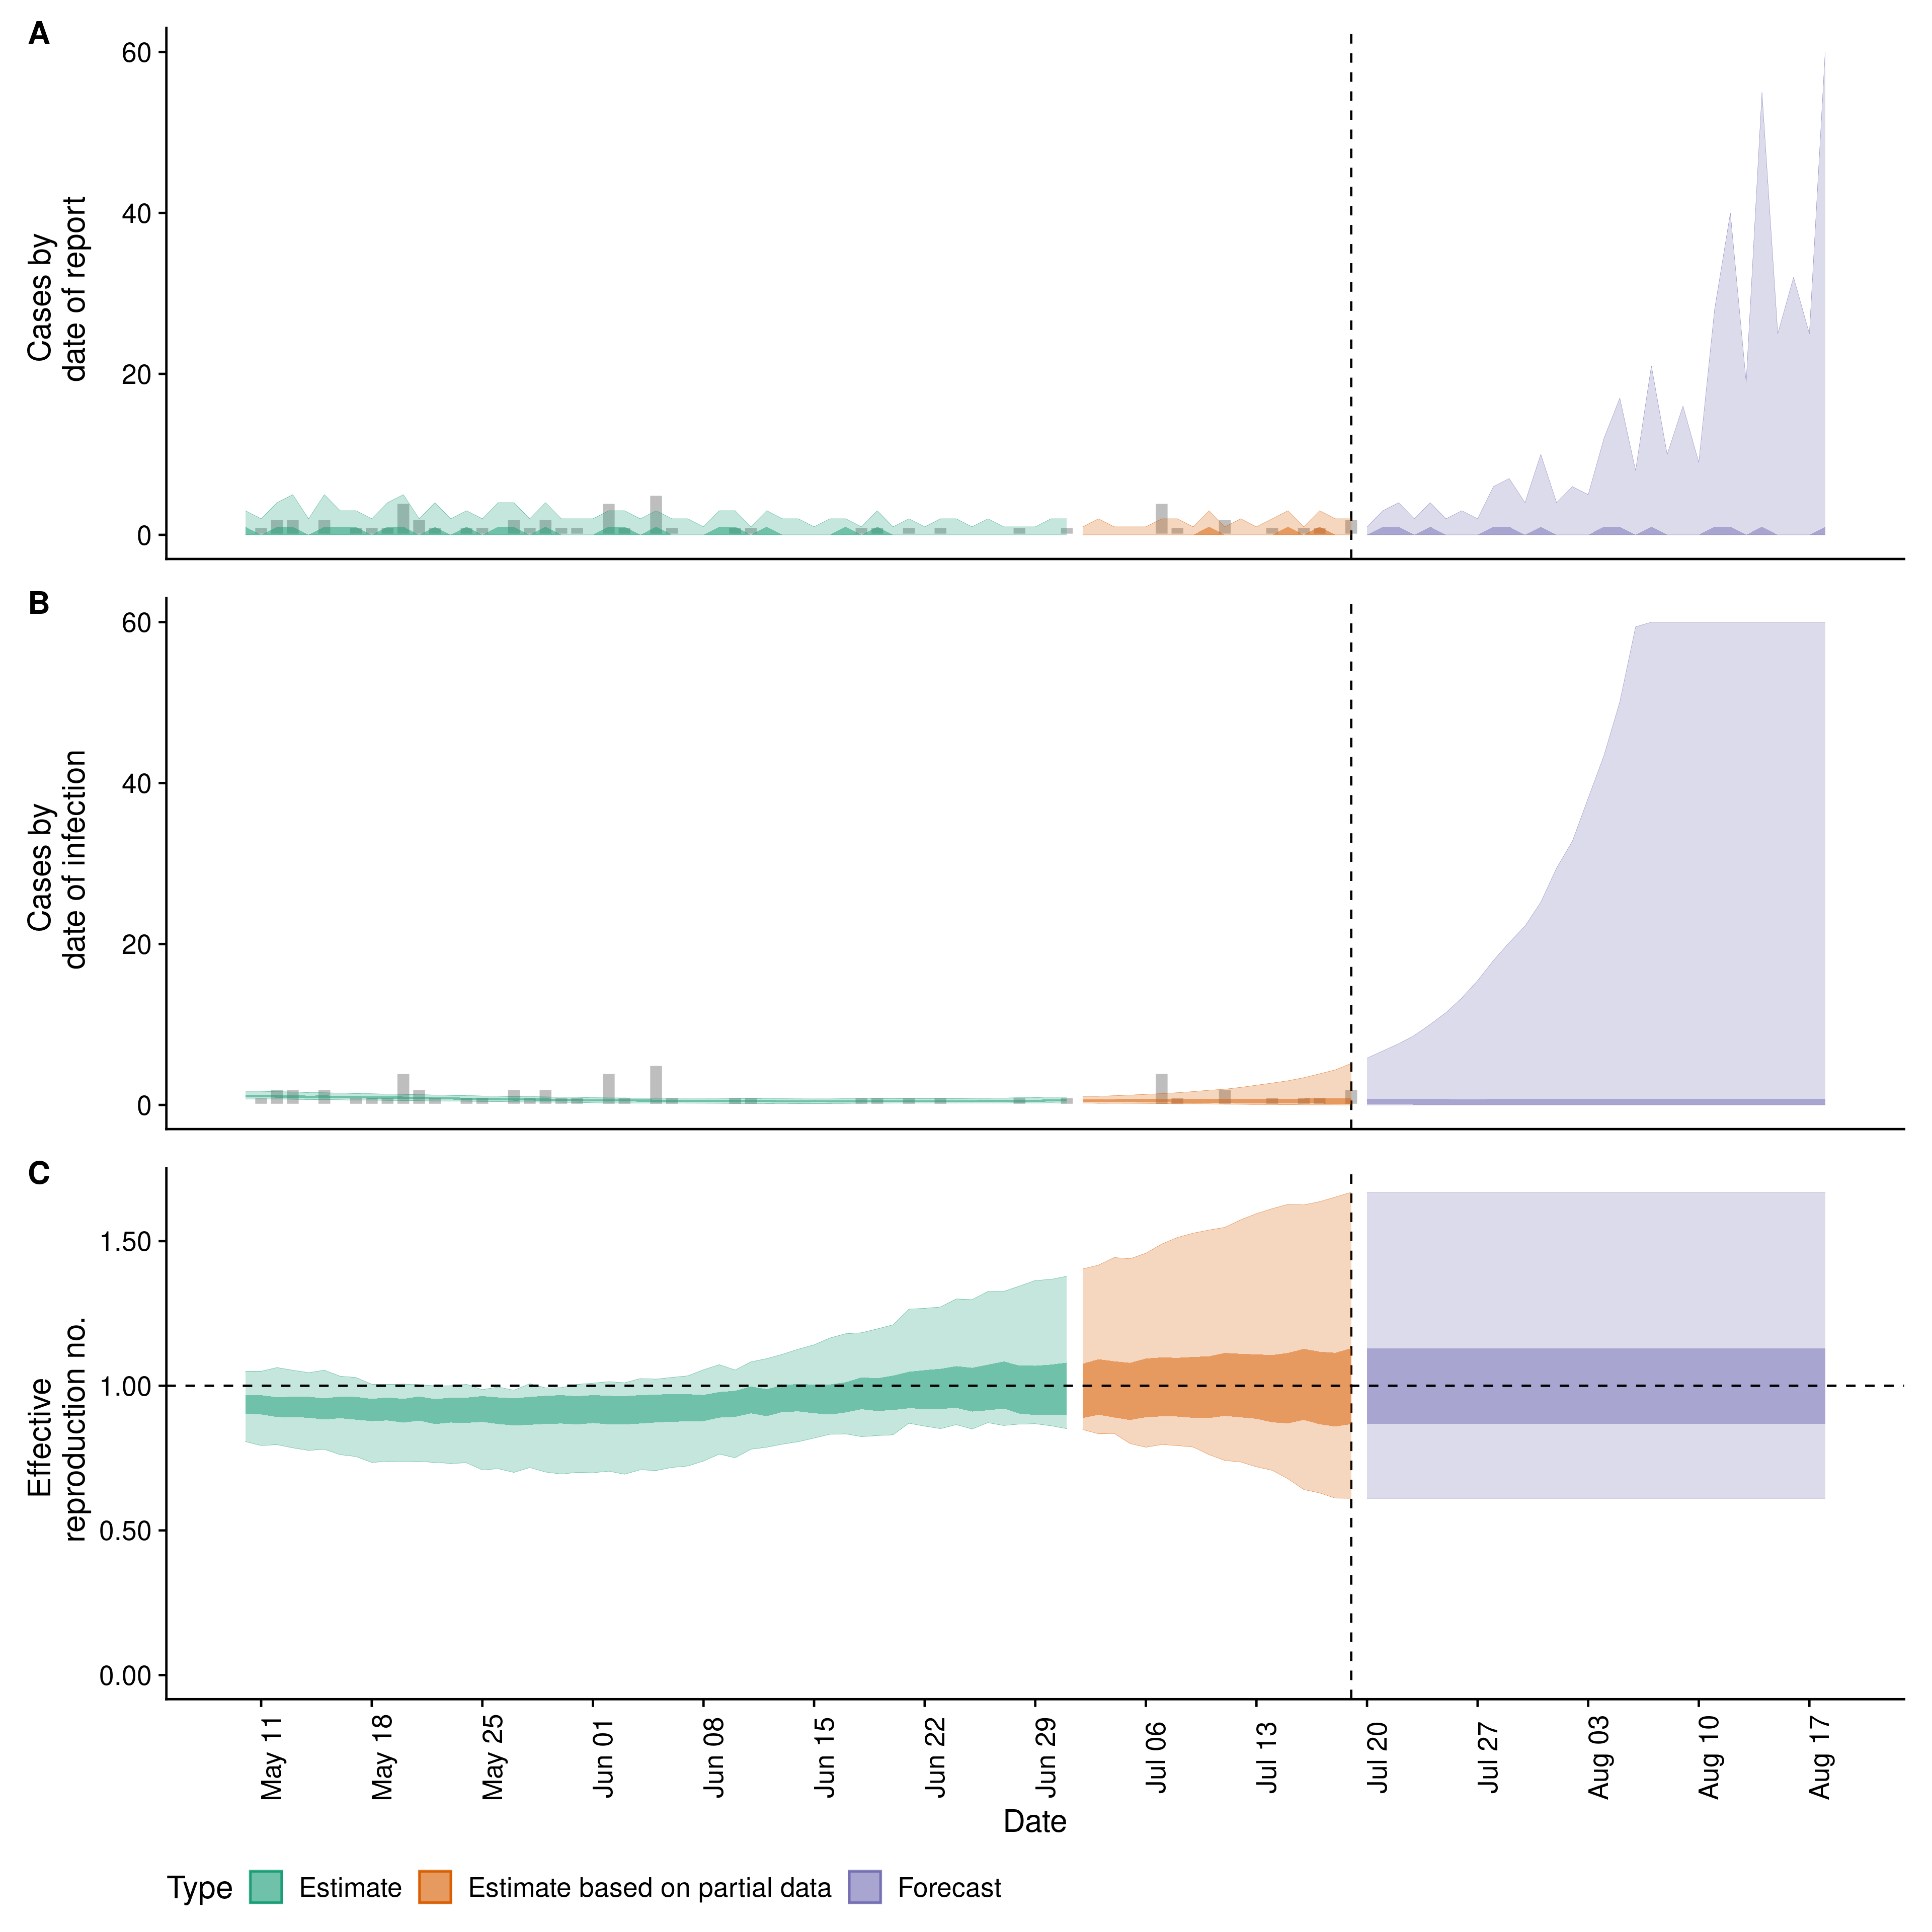 A
60
40
20
0
Cases by
date of report
B
60
40
20
0
Cases by
date of infection
C
1.50
1.00
0.50
0.00
Effective
reproduction no.
May 11
May 18
May 25
Jun 01
Jun 08
Jun 15
Jun 22
Jun 29
Jul 06
Jul 13
Jul 20
Jul 27
Aug 03
Aug 10
Aug 17
Date
Type Estimate Estimate based on partial data Forecast